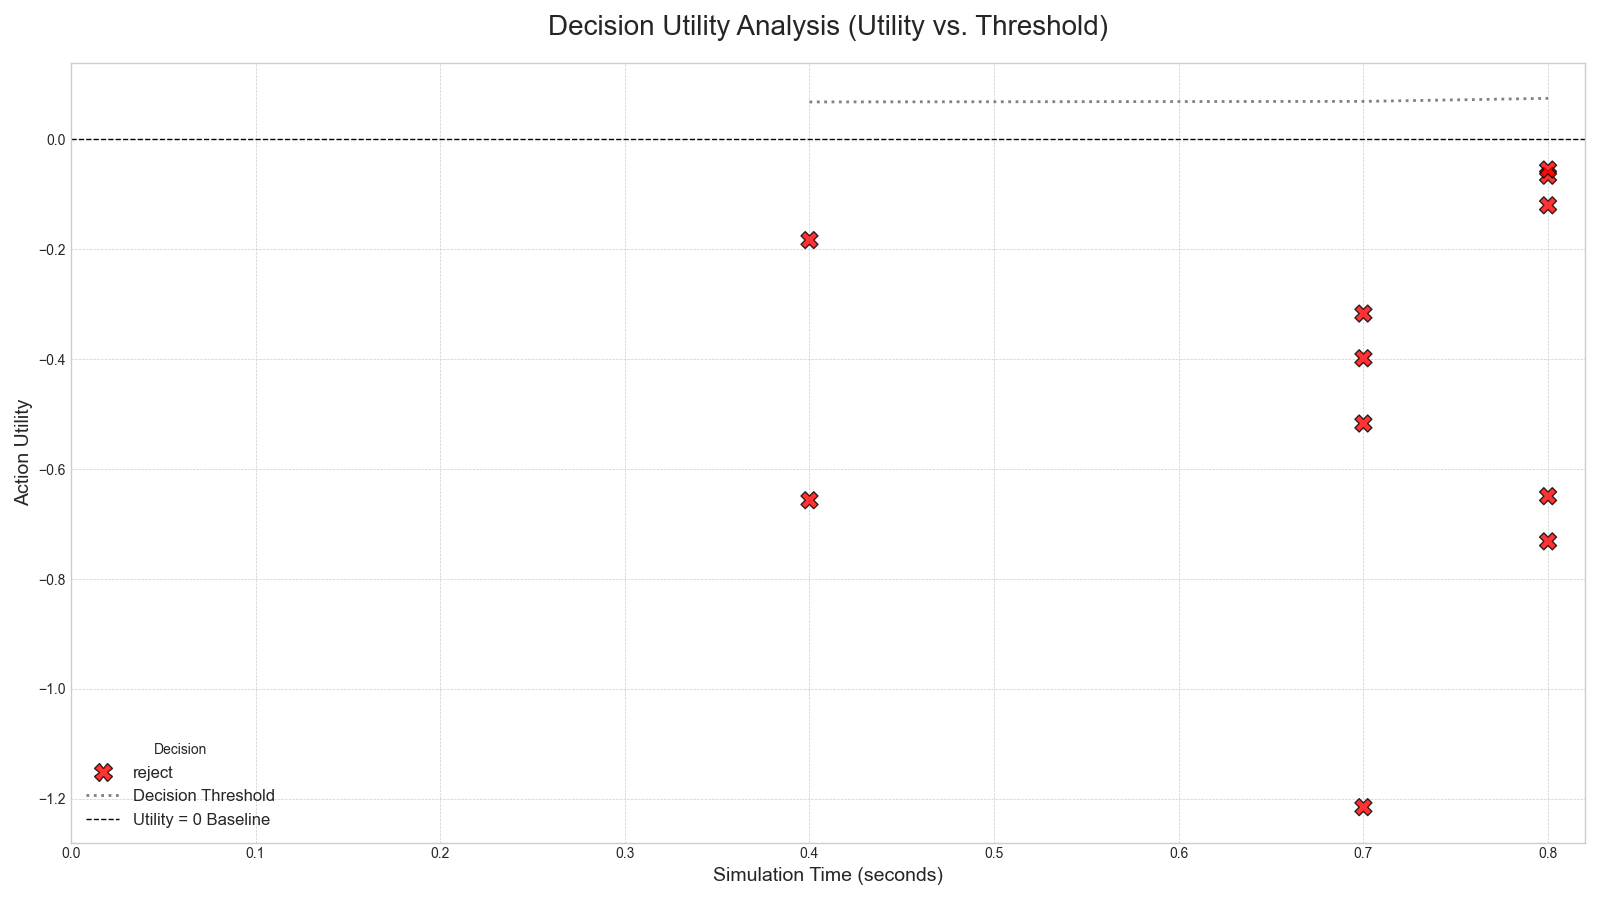 Decision Utility Analysis (Utility vs. Threshold)
Action Utility
0.0
−0.2
−0.4
−0.6
−0.8
−1.0
−1.2
Decision
reject
Decision Threshold
Utility = 0 Baseline
0.0 0.1 0.2 0.3 0.4 0.5 0.6 0.7 0.8
Simulation Time (seconds)